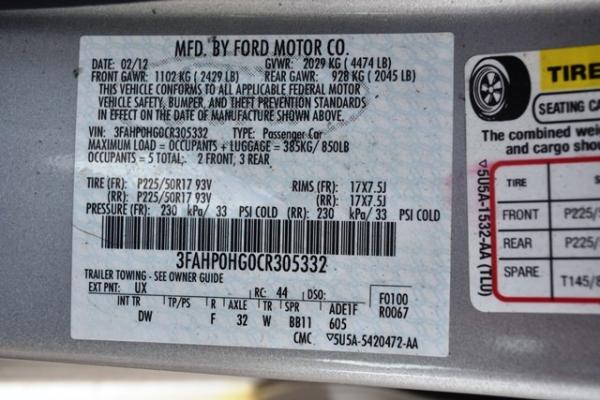 MFD. BY FORD MOTOR CO.
DATE: 02/12 GVWR: 2029 KG ( 4474 LB)
FRONT GAWR: 1102 KG ( 2429 LB) REAR GAWR: 928 KG ( 2045 LB)
THIS VEHICLE CONFORMS TO ALL APPLICABLE FEDERAL MOTOR
VEHICLE SAFETY, BUMPER, AND THEFT PREVENTION STANDARDS
IN EFFECT ON THE DATE OF MANUFACTURE SHOWN ABOVE.
VIN: 3FAHP0HG0CR305332 TYPE: Passenger Car
MAXIMUM LOAD = OCCUPANTS + LUGGAGE = 385KG/ 850LB
OCCUPANTS = 5 TOTAL; 2 FRONT, 3 REAR
TIRE (FR): P225/50R17 93V RIMS (FR): 17X7.5J
(RR): P225/50R17 93V (RR): 17X7.5J
PRESSURE (FR): 230 kPa/ 33 PSI COLD (RR): 230 kPa/ 33 PSI COLD
3FAHP0HG0CR305332
TRAILER TOWING - SEE OWNER GUIDE
EXT PNT: UX RC: 44 DSO: F0100
INT TR TP/PS R AXLE TR SPR ADETF R0067
DW F 32 W BB11 605
CMC ▽5U5A-5420472-AA
TIRE
SEATING CA
The combined wei
and cargo shou
TIRE S
FRONT P225/
REAR P225/
SPARE T145/8
▽5U5A-1532-AA (TLU)